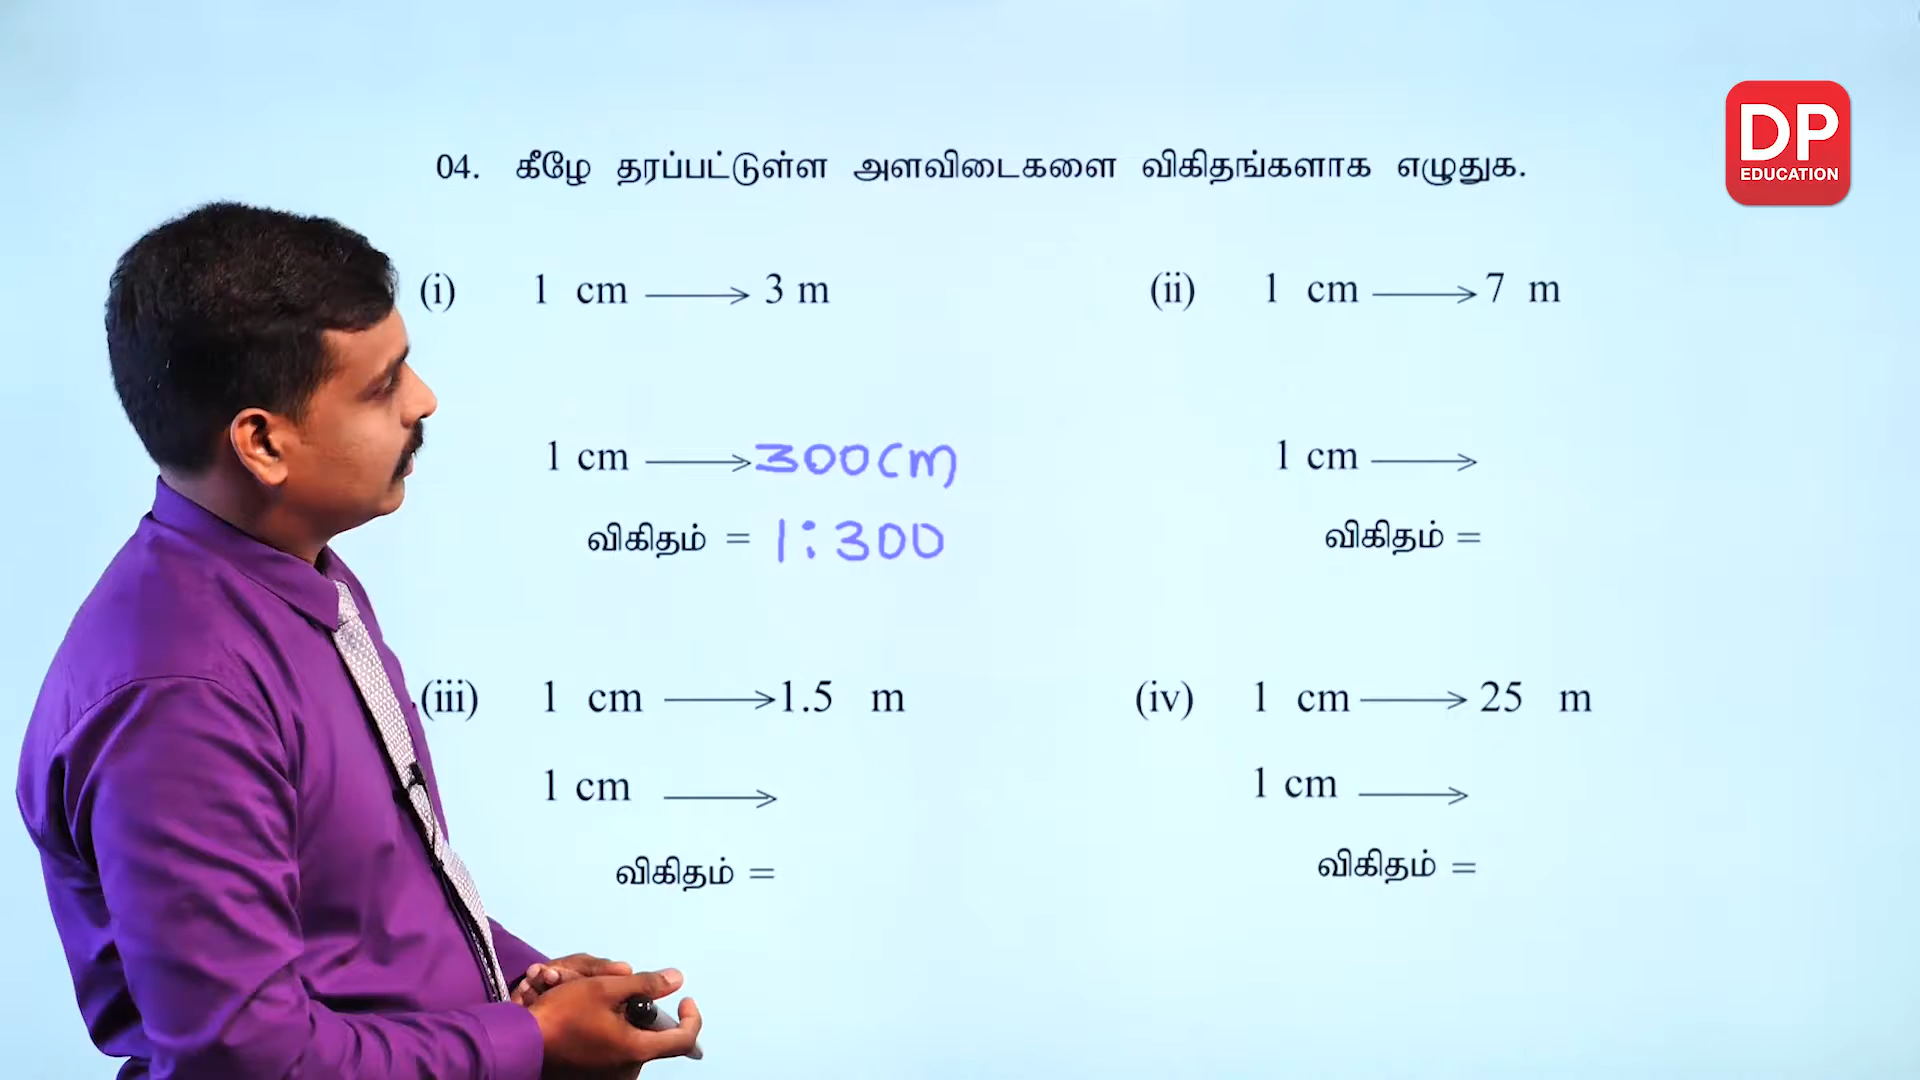 DP
EDUCATION
04. கீழே தரப்பட்டுள்ள அளவிடைகளை விகிதங்களாக எழுதுக.
(i) 1 cm ⟶ 3 m
1 cm ⟶ 300cm
விகிதம் = 1:300
(ii) 1 cm ⟶ 7 m
1 cm ⟶
விகிதம் =
(iii) 1 cm ⟶ 1.5 m
1 cm ⟶
விகிதம் =
(iv) 1 cm ⟶ 25 m
1 cm ⟶
விகிதம் =